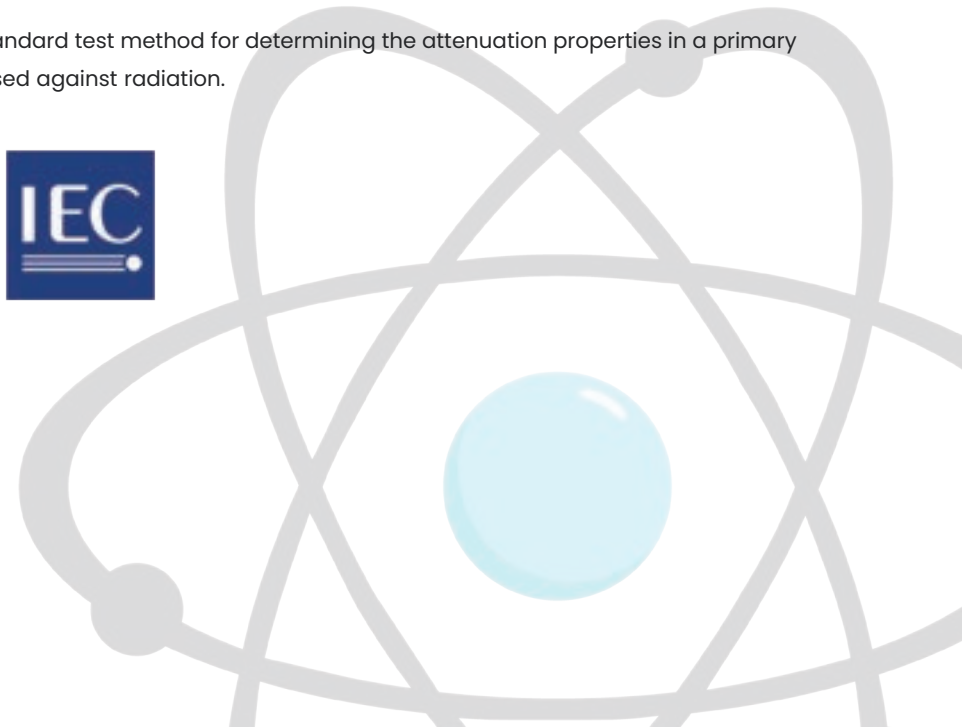 andard test method for determining the attenuation properties in a primary
sed against radiation.
IEC